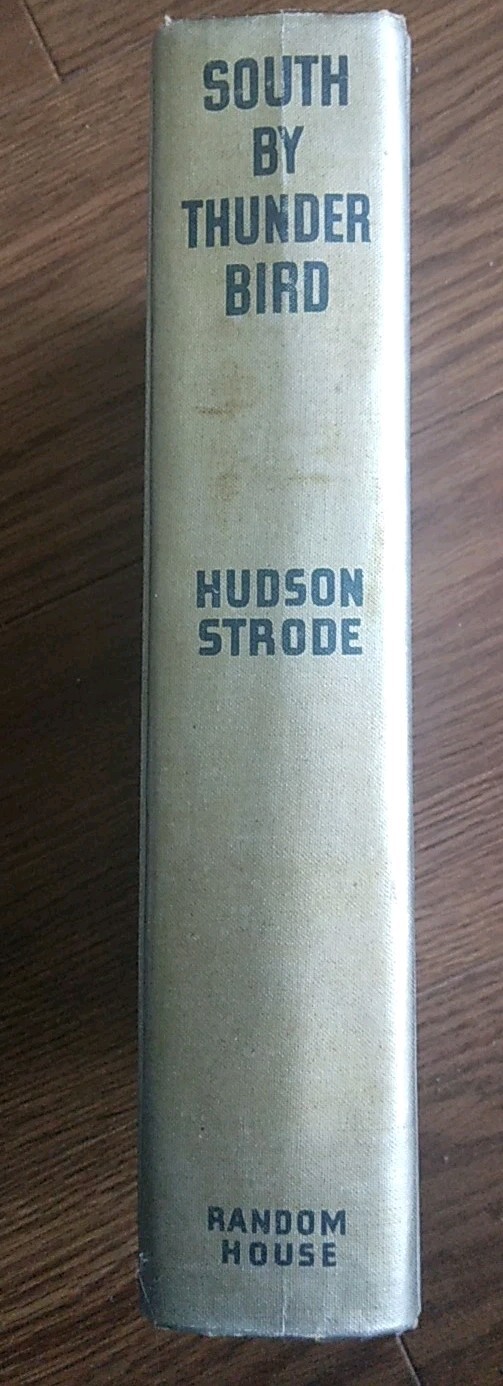 SOUTH
BY
THUNDER
BIRD
HUDSON
STRODE
RANDOM
HOUSE